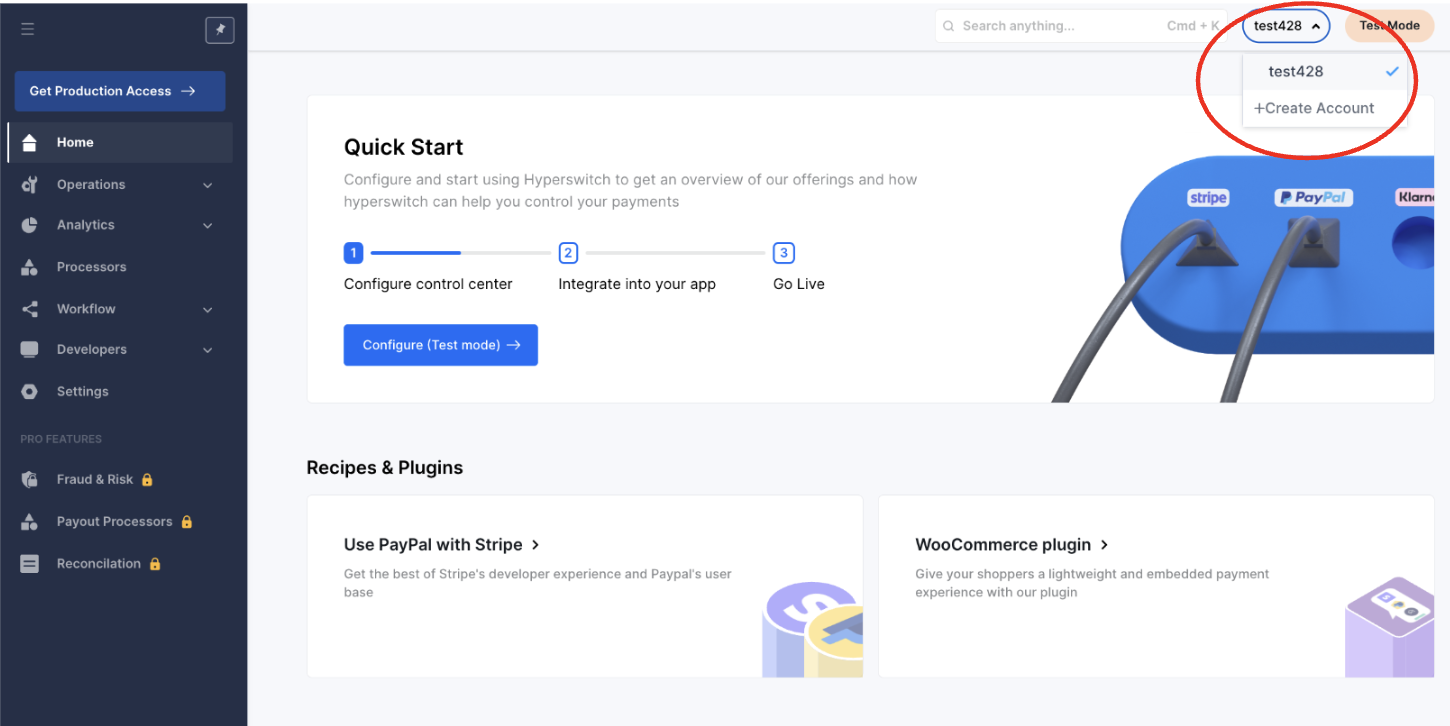 Search anything...
Cmd + K
test428
Test Mode
test428
+Create Account
Get Production Access
Home
Operations
Analytics
Processors
Workflow
Developers
Settings
PRO FEATURES
Fraud & Risk
Payout Processors
Reconcilation
Quick Start
Configure and start using Hyperswitch to get an overview of our offerings and how
hyperswitch can help you control your payments
1
2
3
Configure control center
Integrate into your app
Go Live
Configure (Test mode)
stripe
PayPal
Klarn
Recipes & Plugins
Use PayPal with Stripe
Get the best of Stripe's developer experience and Paypal's user
base
WooCommerce plugin
Give your shoppers a lightweight and embedded payment
experience with our plugin